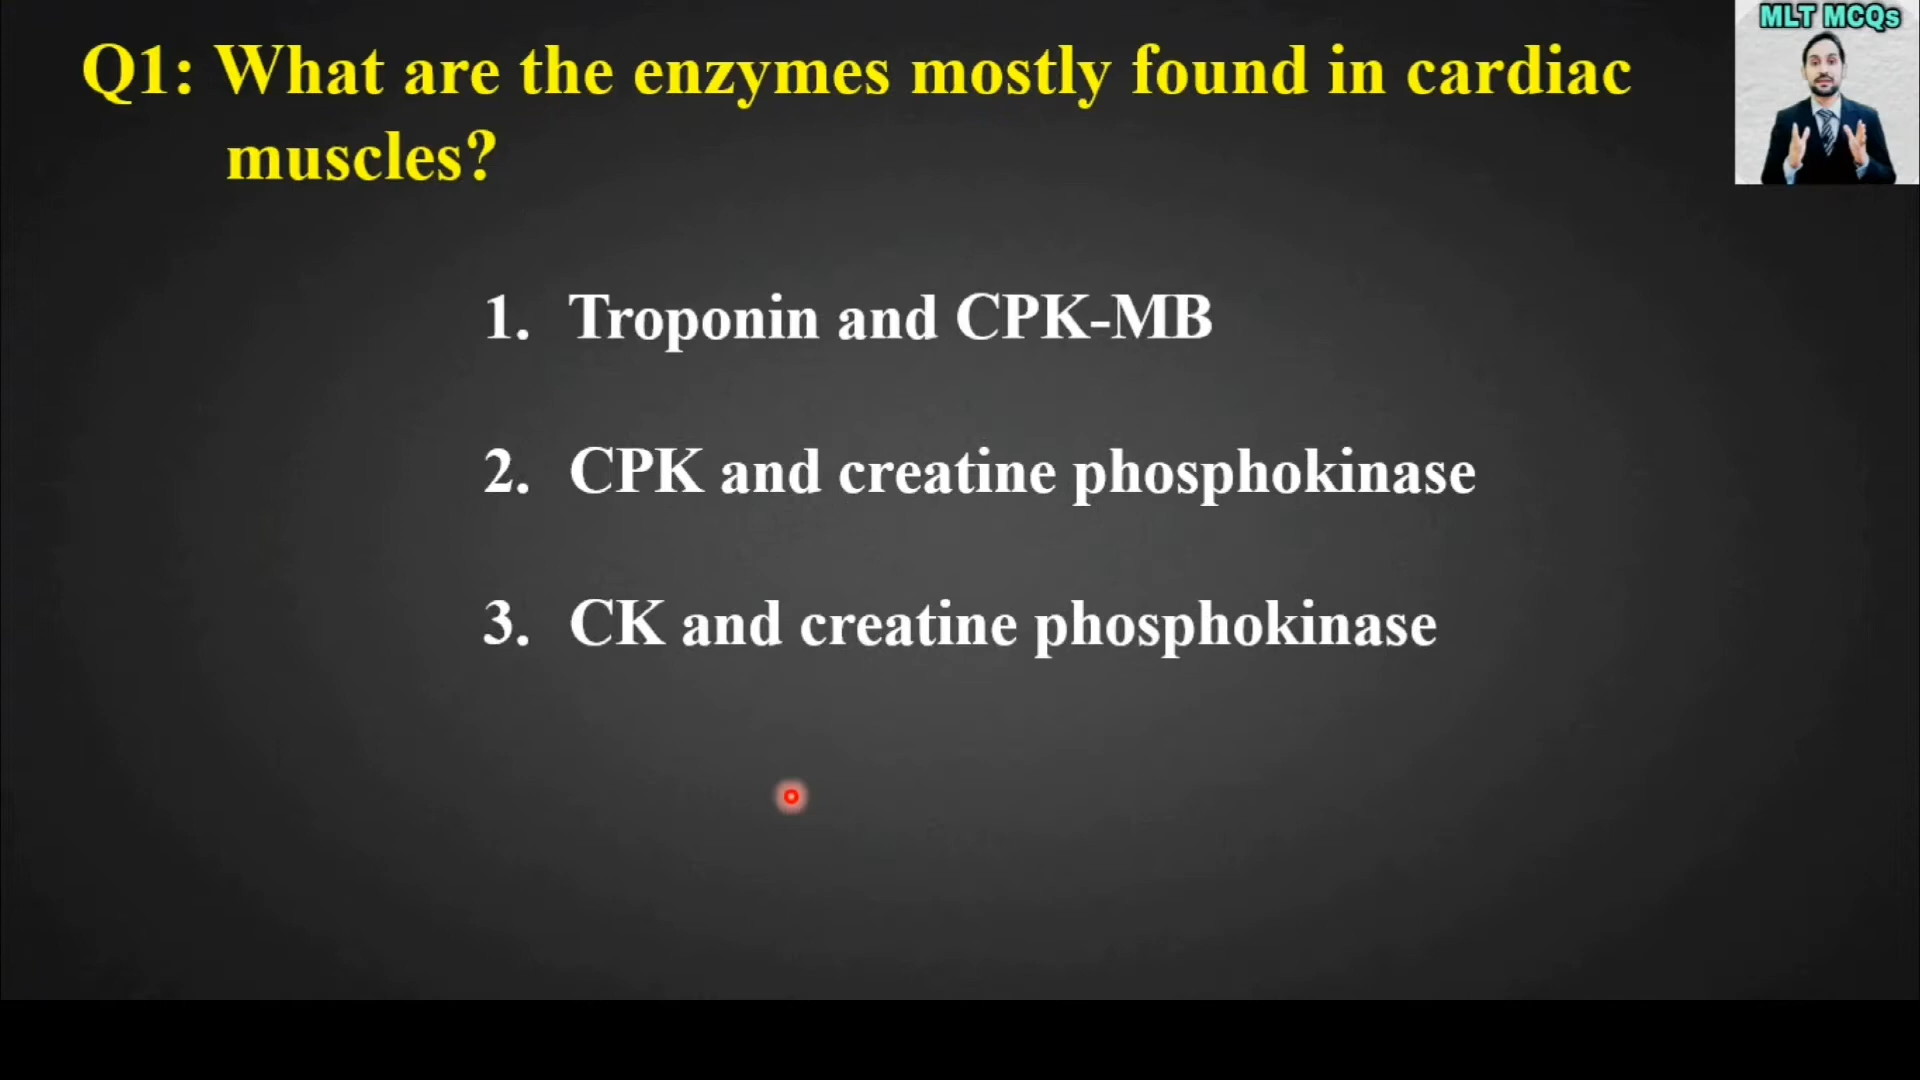 MLT MCQs
Q1: What are the enzymes mostly found in cardiac
muscles?
1. Troponin and CPK-MB
2. CPK and creatine phosphokinase
3. CK and creatine phosphokinase